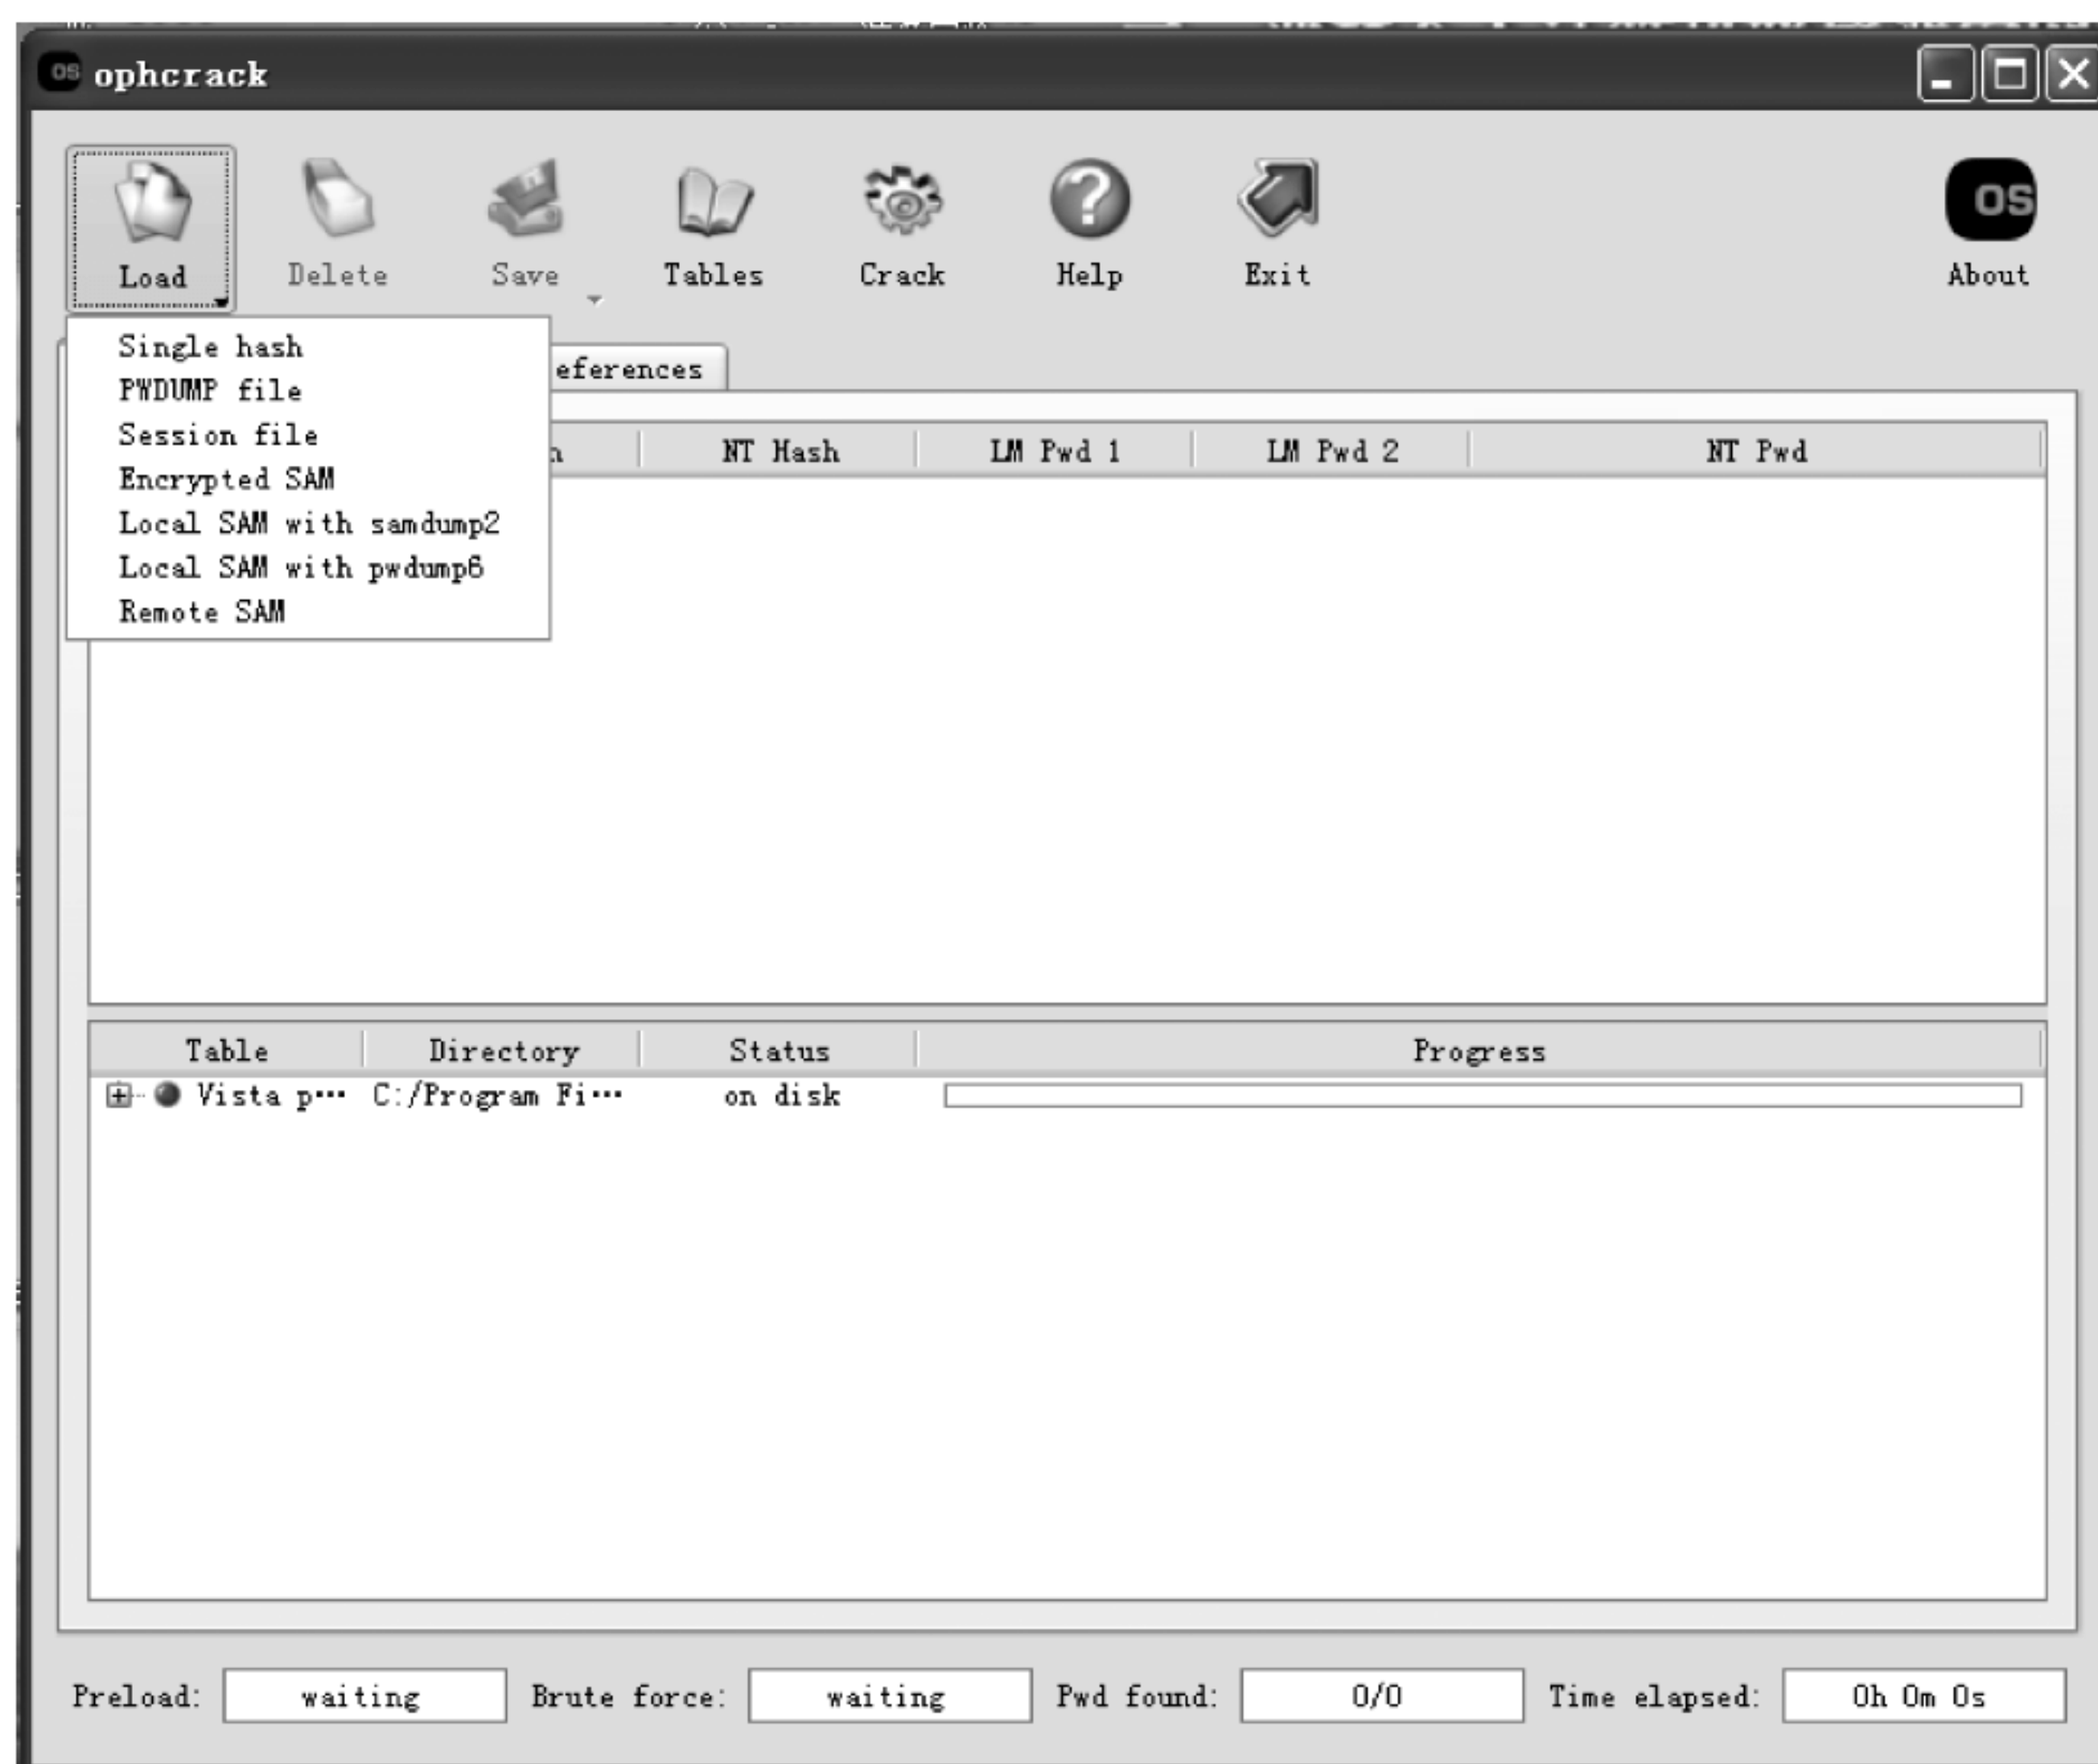 OS ophcrack
OS
Load Delete Save Tables Crack Help Exit About
Single hash
PWDUMP file
Session file
Encrypted SAM
Local SAM with samdump2
Local SAM with pwdump6
Remote SAM
eferences
h NT Hash LM Pwd 1 LM Pwd 2 NT Pwd
Table Directory Status Progress
Vista p… C:/Program Fi… on disk
Preload: waiting Brute force: waiting Pwd found: 0/0 Time elapsed: 0h 0m 0s